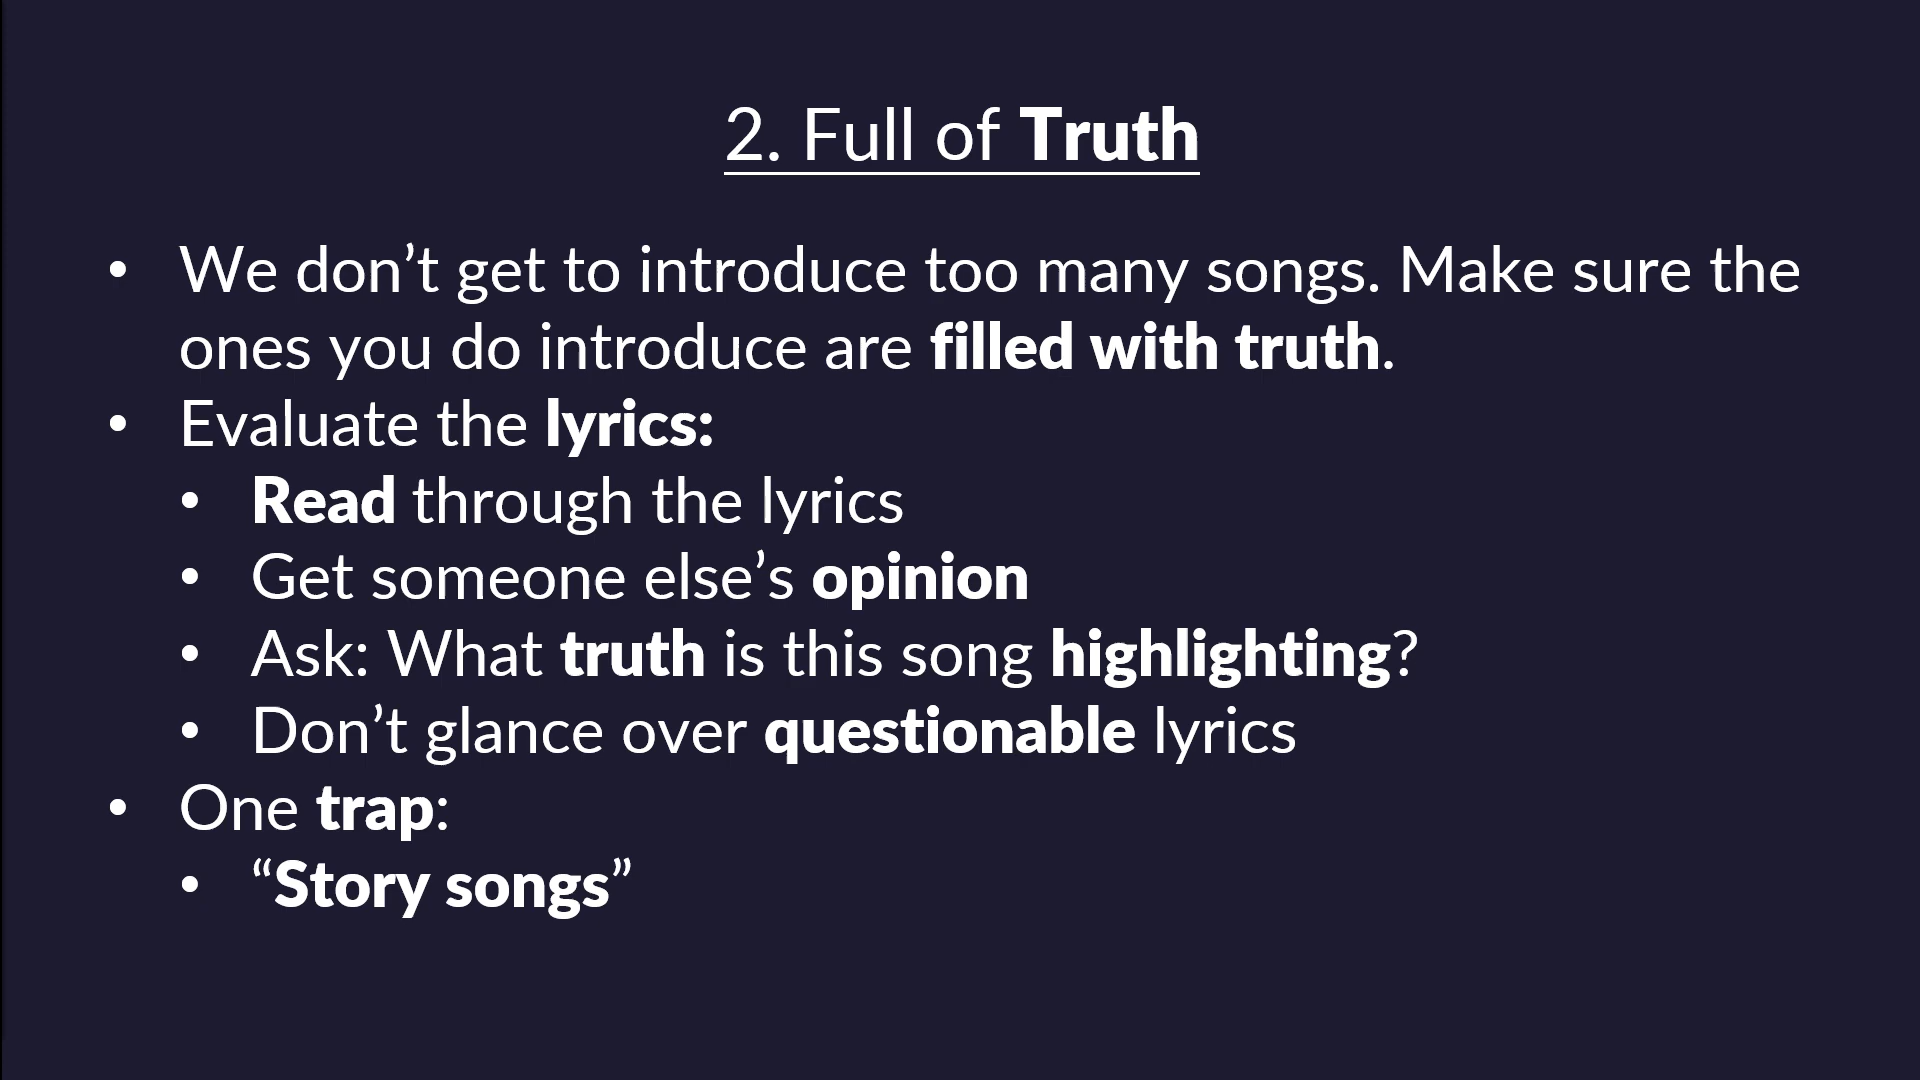 2. Full of Truth
• We don’t get to introduce too many songs. Make sure the
ones you do introduce are filled with truth.
• Evaluate the lyrics:
• Read through the lyrics
• Get someone else’s opinion
• Ask: What truth is this song highlighting?
• Don’t glance over questionable lyrics
• One trap:
• “Story songs”